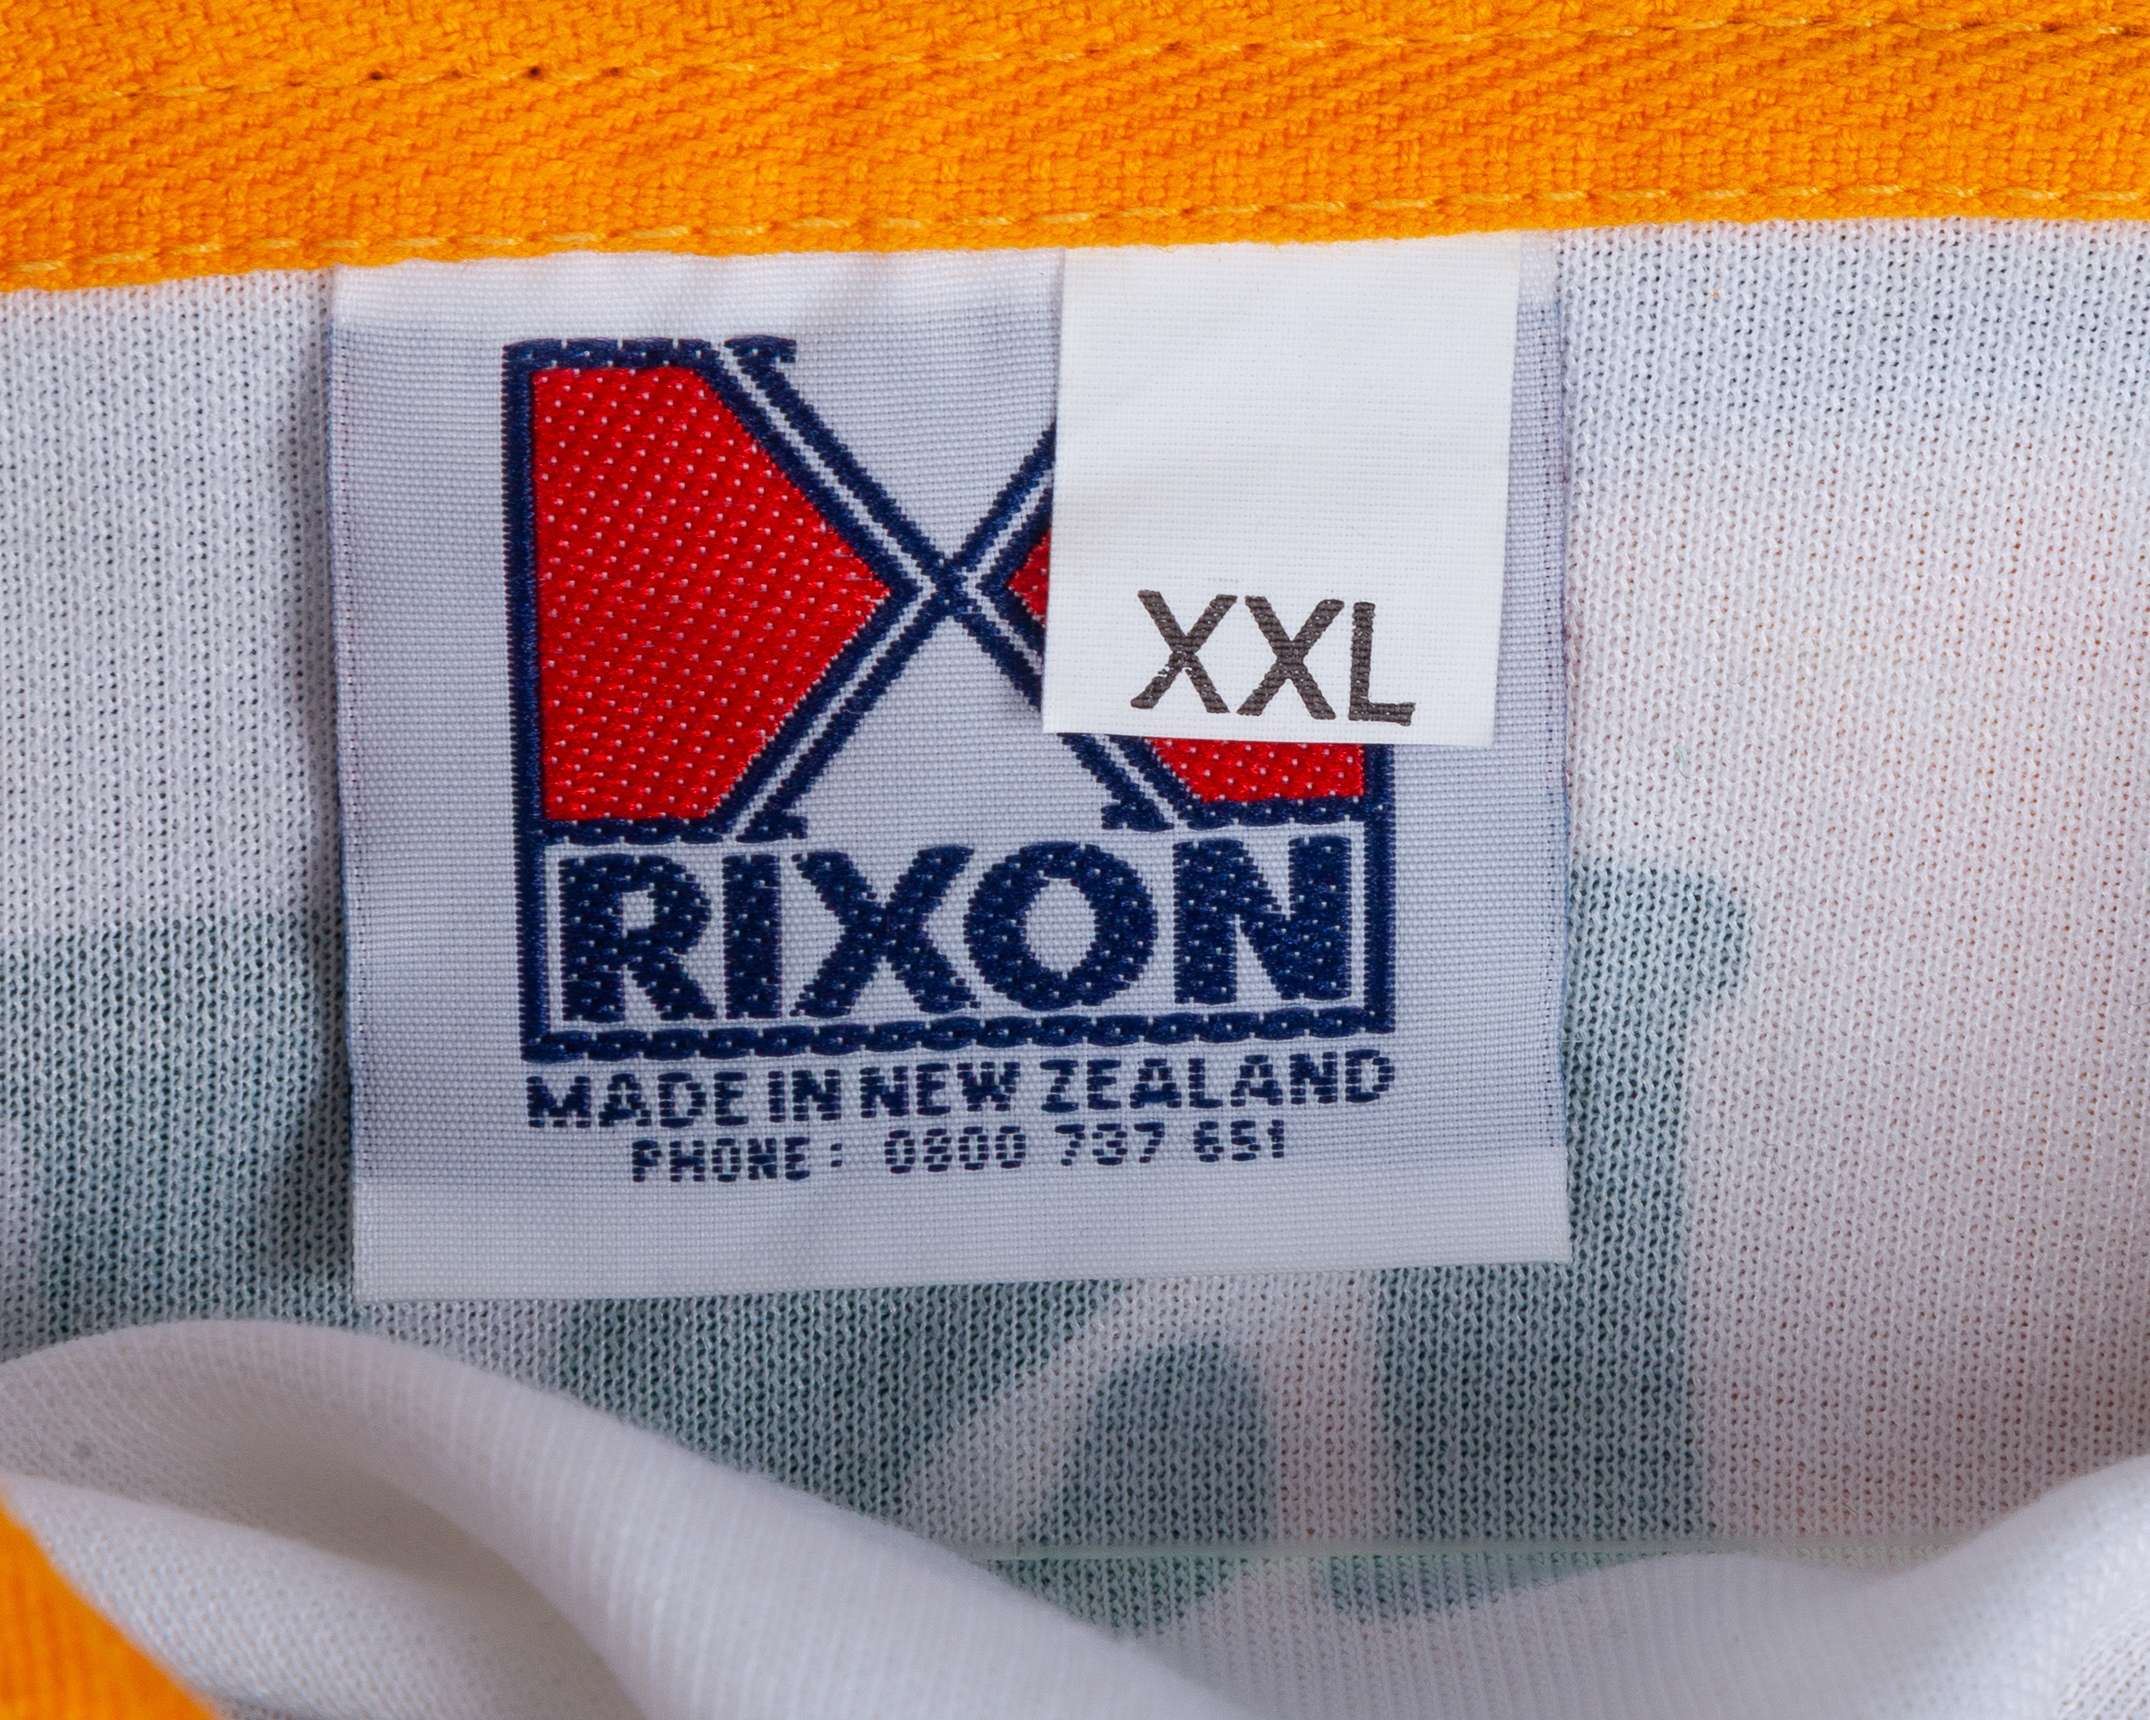 XXL
RIXON
MADE IN NEW ZEALAND
PHONE: 0800 737 651